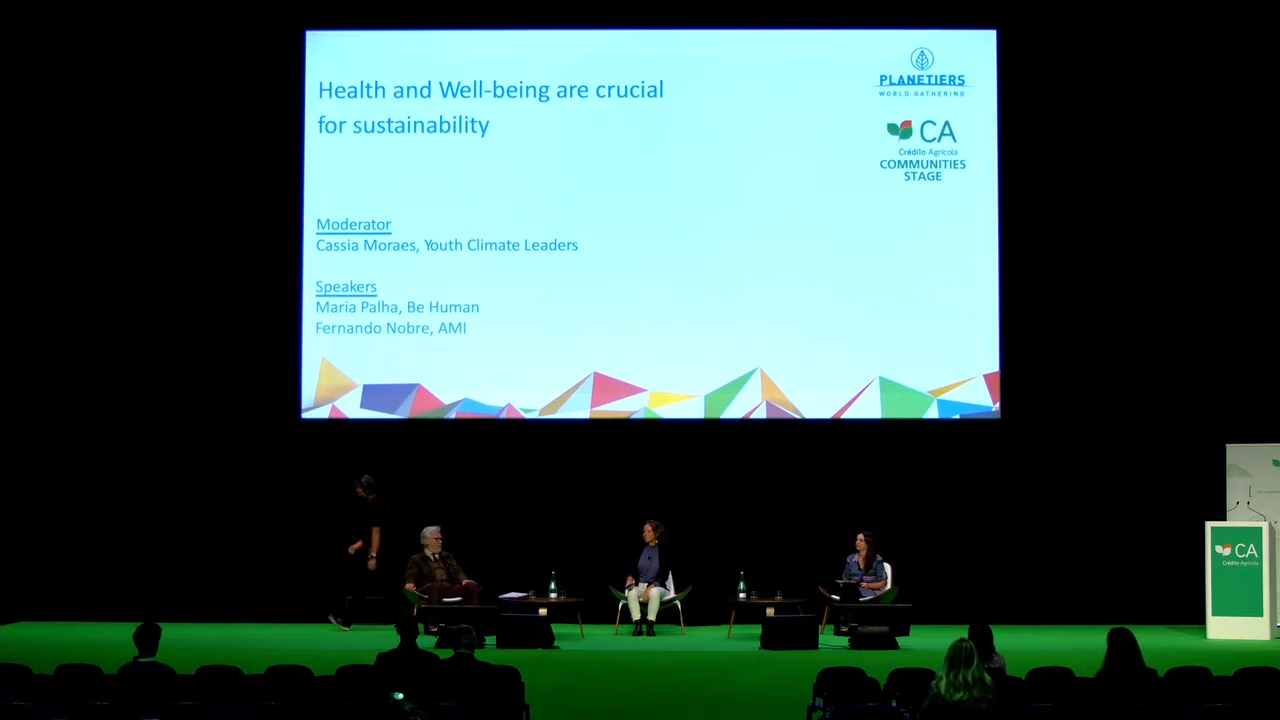 Health and Well-being are crucial
for sustainability
PLANETIERS
WORLD GATHERING
CA
Crédito Agrícola
COMMUNITIES
STAGE
Moderator
Cassia Moraes, Youth Climate Leaders
Speakers
Maria Palha, Be Human
Fernando Nobre, AMI
CA
Crédito Agrícola